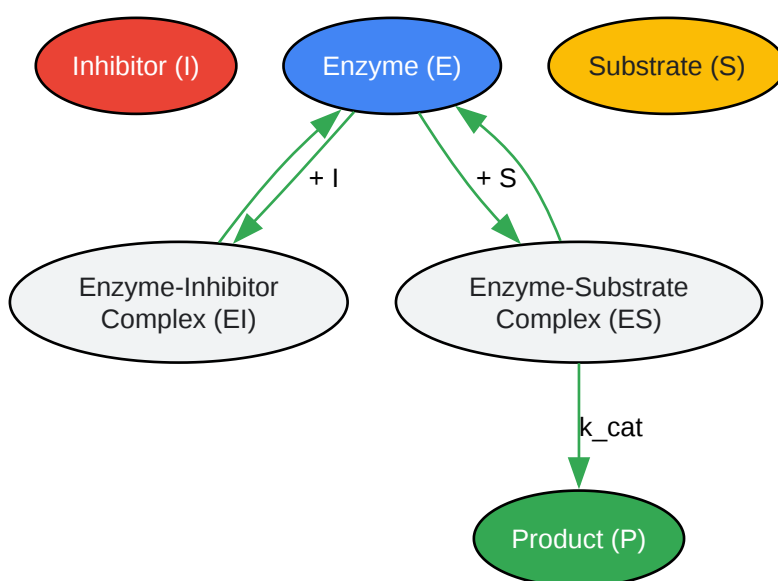 Inhibitor (I)
Enzyme (E)
Substrate (S)
+ I
+ S
Enzyme-Inhibitor
Complex (EI)
Enzyme-Substrate
Complex (ES)
k_cat
Product (P)